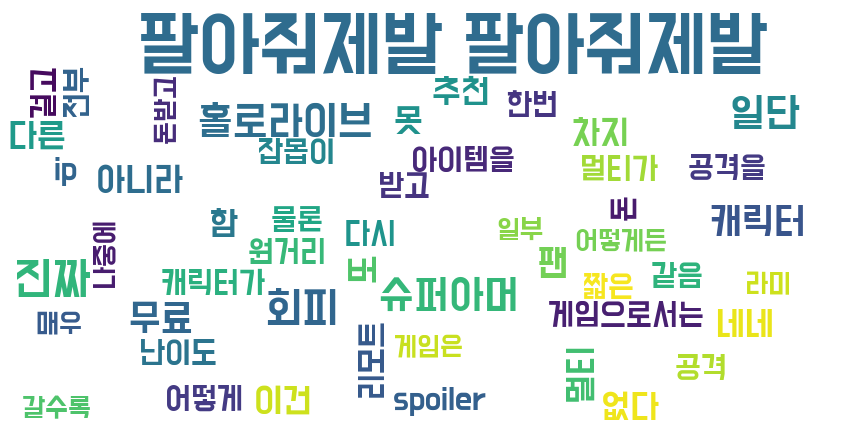 팔아줘제발 팔아줘제발
걸고
전부
돈받고
추천
한번
홀로라이브
못
일단
다른
잡몹이
차지
ip
아니라
아이템을
멀티가
공격을
받고
나중에
함
물론
다시
일부
돈
캐릭터
어떻게든
원거리
버
팬
진짜
캐릭터가
슈퍼아머
짧은
같음
라미
회피
매우
무료
게임으로서는
네네
난이도
리모트
게임은
멀티
공격
갈수록
어떻게
이건
spoiler
없다